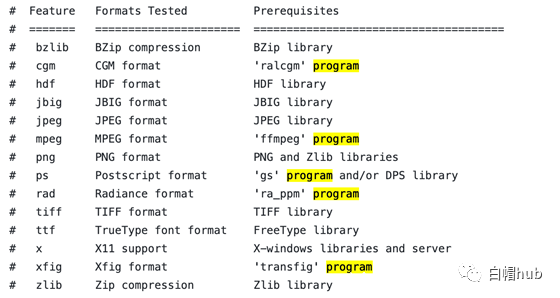 # Feature Formats Tested Prerequisites
# ======= ====================== ======================================
# bzlib BZip compression BZip library
# cgm CGM format 'ralcgm' program
# hdf HDF format HDF library
# jbig JBIG format JBIG library
# jpeg JPEG format JPEG library
# mpeg MPEG format 'ffmpeg' program
# png PNG format PNG and Zlib libraries
# ps Postscript format 'gs' program and/or DPS library
# rad Radiance format 'ra_ppm' program
# tiff TIFF format TIFF library
# ttf TrueType font format FreeType library
# x X11 support X-windows libraries and server
# xfig Xfig format 'transfig' program
# zlib Zip compression Zlib library
白帽hub